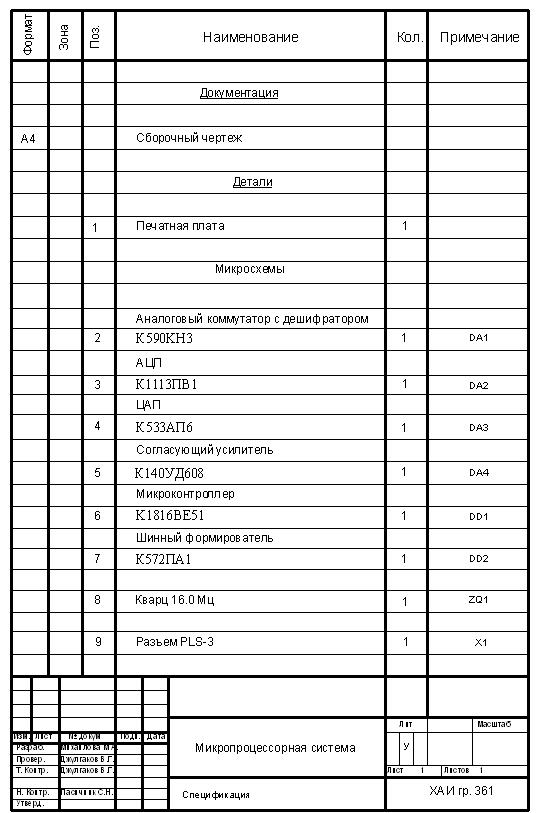 Формат Зона Поз. Наименование Кол. Примечание
Документация
А4 Сборочный чертеж
Детали
1 Печатная плата 1
Микросхемы
Аналоговый коммутатор с дешифратором
2 К590КН3 1 DA1
АЦП
3 К1113ПВ1 1 DA2
ЦАП
4 К533АП6 1 DA3
Согласующий усилитель
5 К140УД608 1 DA4
Микроконтроллер
6 К1816ВЕ51 1 DD1
Шинный формирователь
7 К572ПА1 1 DD2
8 Кварц 16.0 Мц 1 ZQ1
9 Разъем PLS-3 1 X1
Изм. Лист № докум. Подп. Дата
Разраб. Михайлова М.А.
Провер. Джулгаков В.Г.
Т. Контр. Джулгаков В.Г.
Н. Контр. Пасичник С.Н.
Утверд.
Микропроцессорная система
Спецификация
Лит Масштаб
У
Лист 1 Листов 1
ХАИ гр. 361